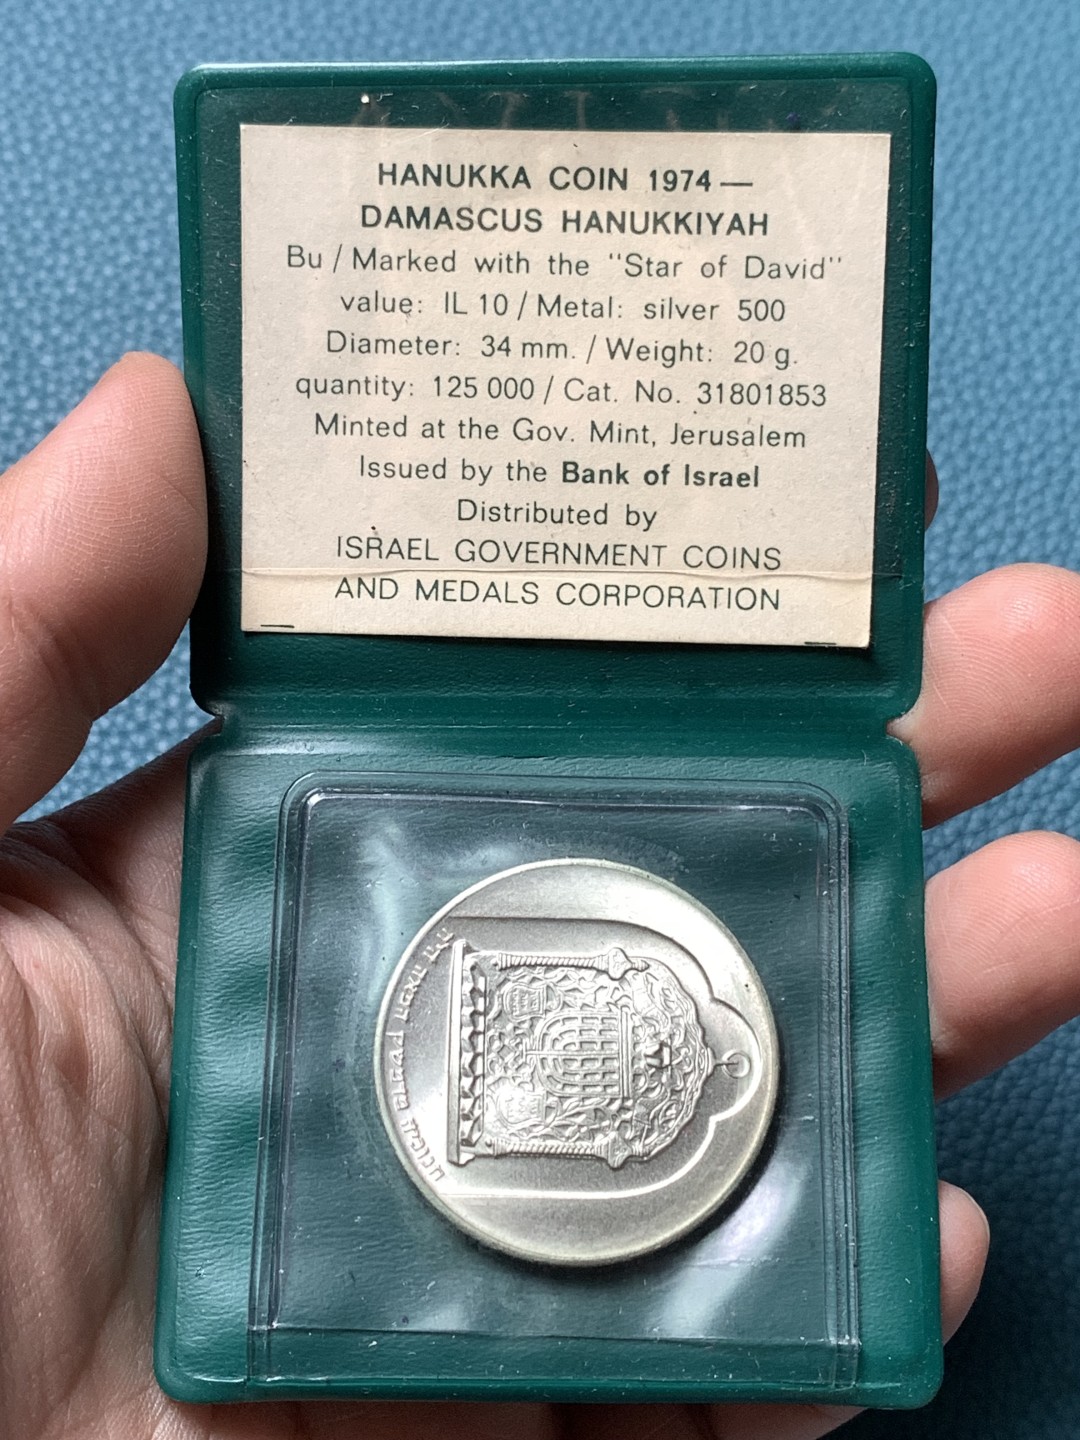 HANUKKA COIN 1974 —
DAMASCUS HANUKKIYAH
Bu / Marked with the "Star of David"
value: IL 10 / Metal: silver 500
Diameter: 34 mm. / Weight: 20 g.
quantity: 125 000 / Cat. No. 31801853
Minted at the Gov. Mint, Jerusalem
Issued by the Bank of Israel
Distributed by
ISRAEL GOVERNMENT COINS
AND MEDALS CORPORATION